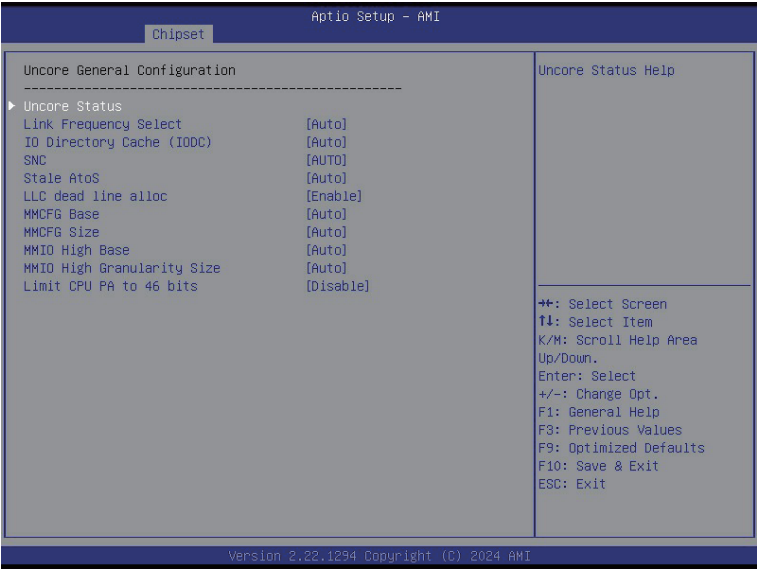 Aptio Setup - AMI
Chipset
Uncore General Configuration
--------------------------------------------------
Uncore Status
Link Frequency Select [Auto]
IO Directory Cache (IODC) [Auto]
SNC [AUTO]
Stale AtoS [Auto]
LLC dead line alloc [Enable]
MMCFG Base [Auto]
MMCFG Size [Auto]
MMIO High Base [Auto]
MMIO High Granularity Size [Auto]
Limit CPU PA to 46 bits [Disable]
Uncore Status Help
→←: Select Screen
↑↓: Select Item
K/M: Scroll Help Area
Up/Down.
Enter: Select
+/-: Change Opt.
F1: General Help
F3: Previous Values
F9: Optimized Defaults
F10: Save & Exit
ESC: Exit
Version 2.22.1294 Copyright (C) 2024 AMI